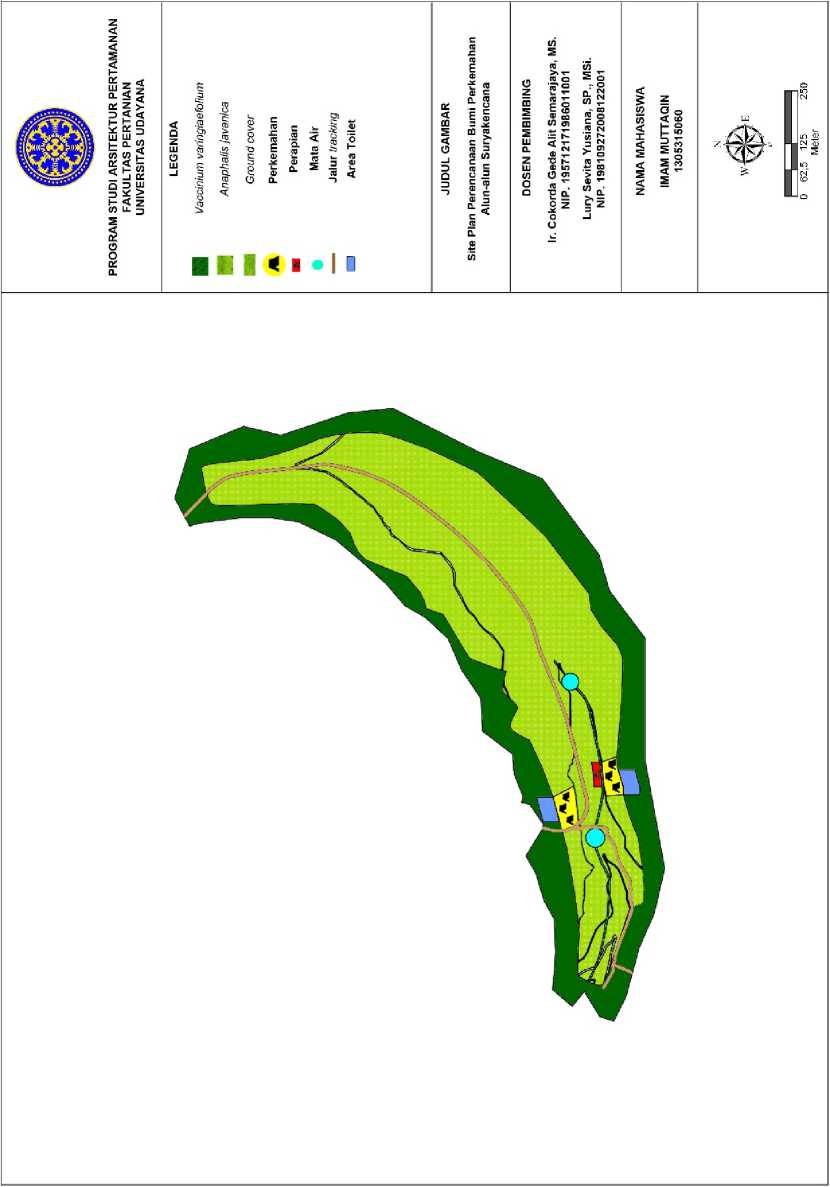 PROGRAM STUDI ARSITEKTUR PERTAMANAN
FAKULTAS PERTANIAN
UNIVERSITAS UDAYANA
LEGENDA
Vaccinium varingiaefolium
Anaphalis javanica
Ground cover
Perkemahan
Perapian
Mata Air
Jalur tracking
Area Toilet
JUDUL GAMBAR
Site Plan Perencanaan Bumi Perkemahan
Alun-alun Suryakencana
DOSEN PEMBIMBING
Ir. Cokorda Gede Alit Semarajaya, MS.
NIP. 195712171986011001
Lury Sevita Yusiana, SP., MSi.
NIP. 198109272008122001
NAMA MAHASISWA
IMAM MUTTAQIN
1305315060
N
W E
S
0 62,5 125 250
Meter